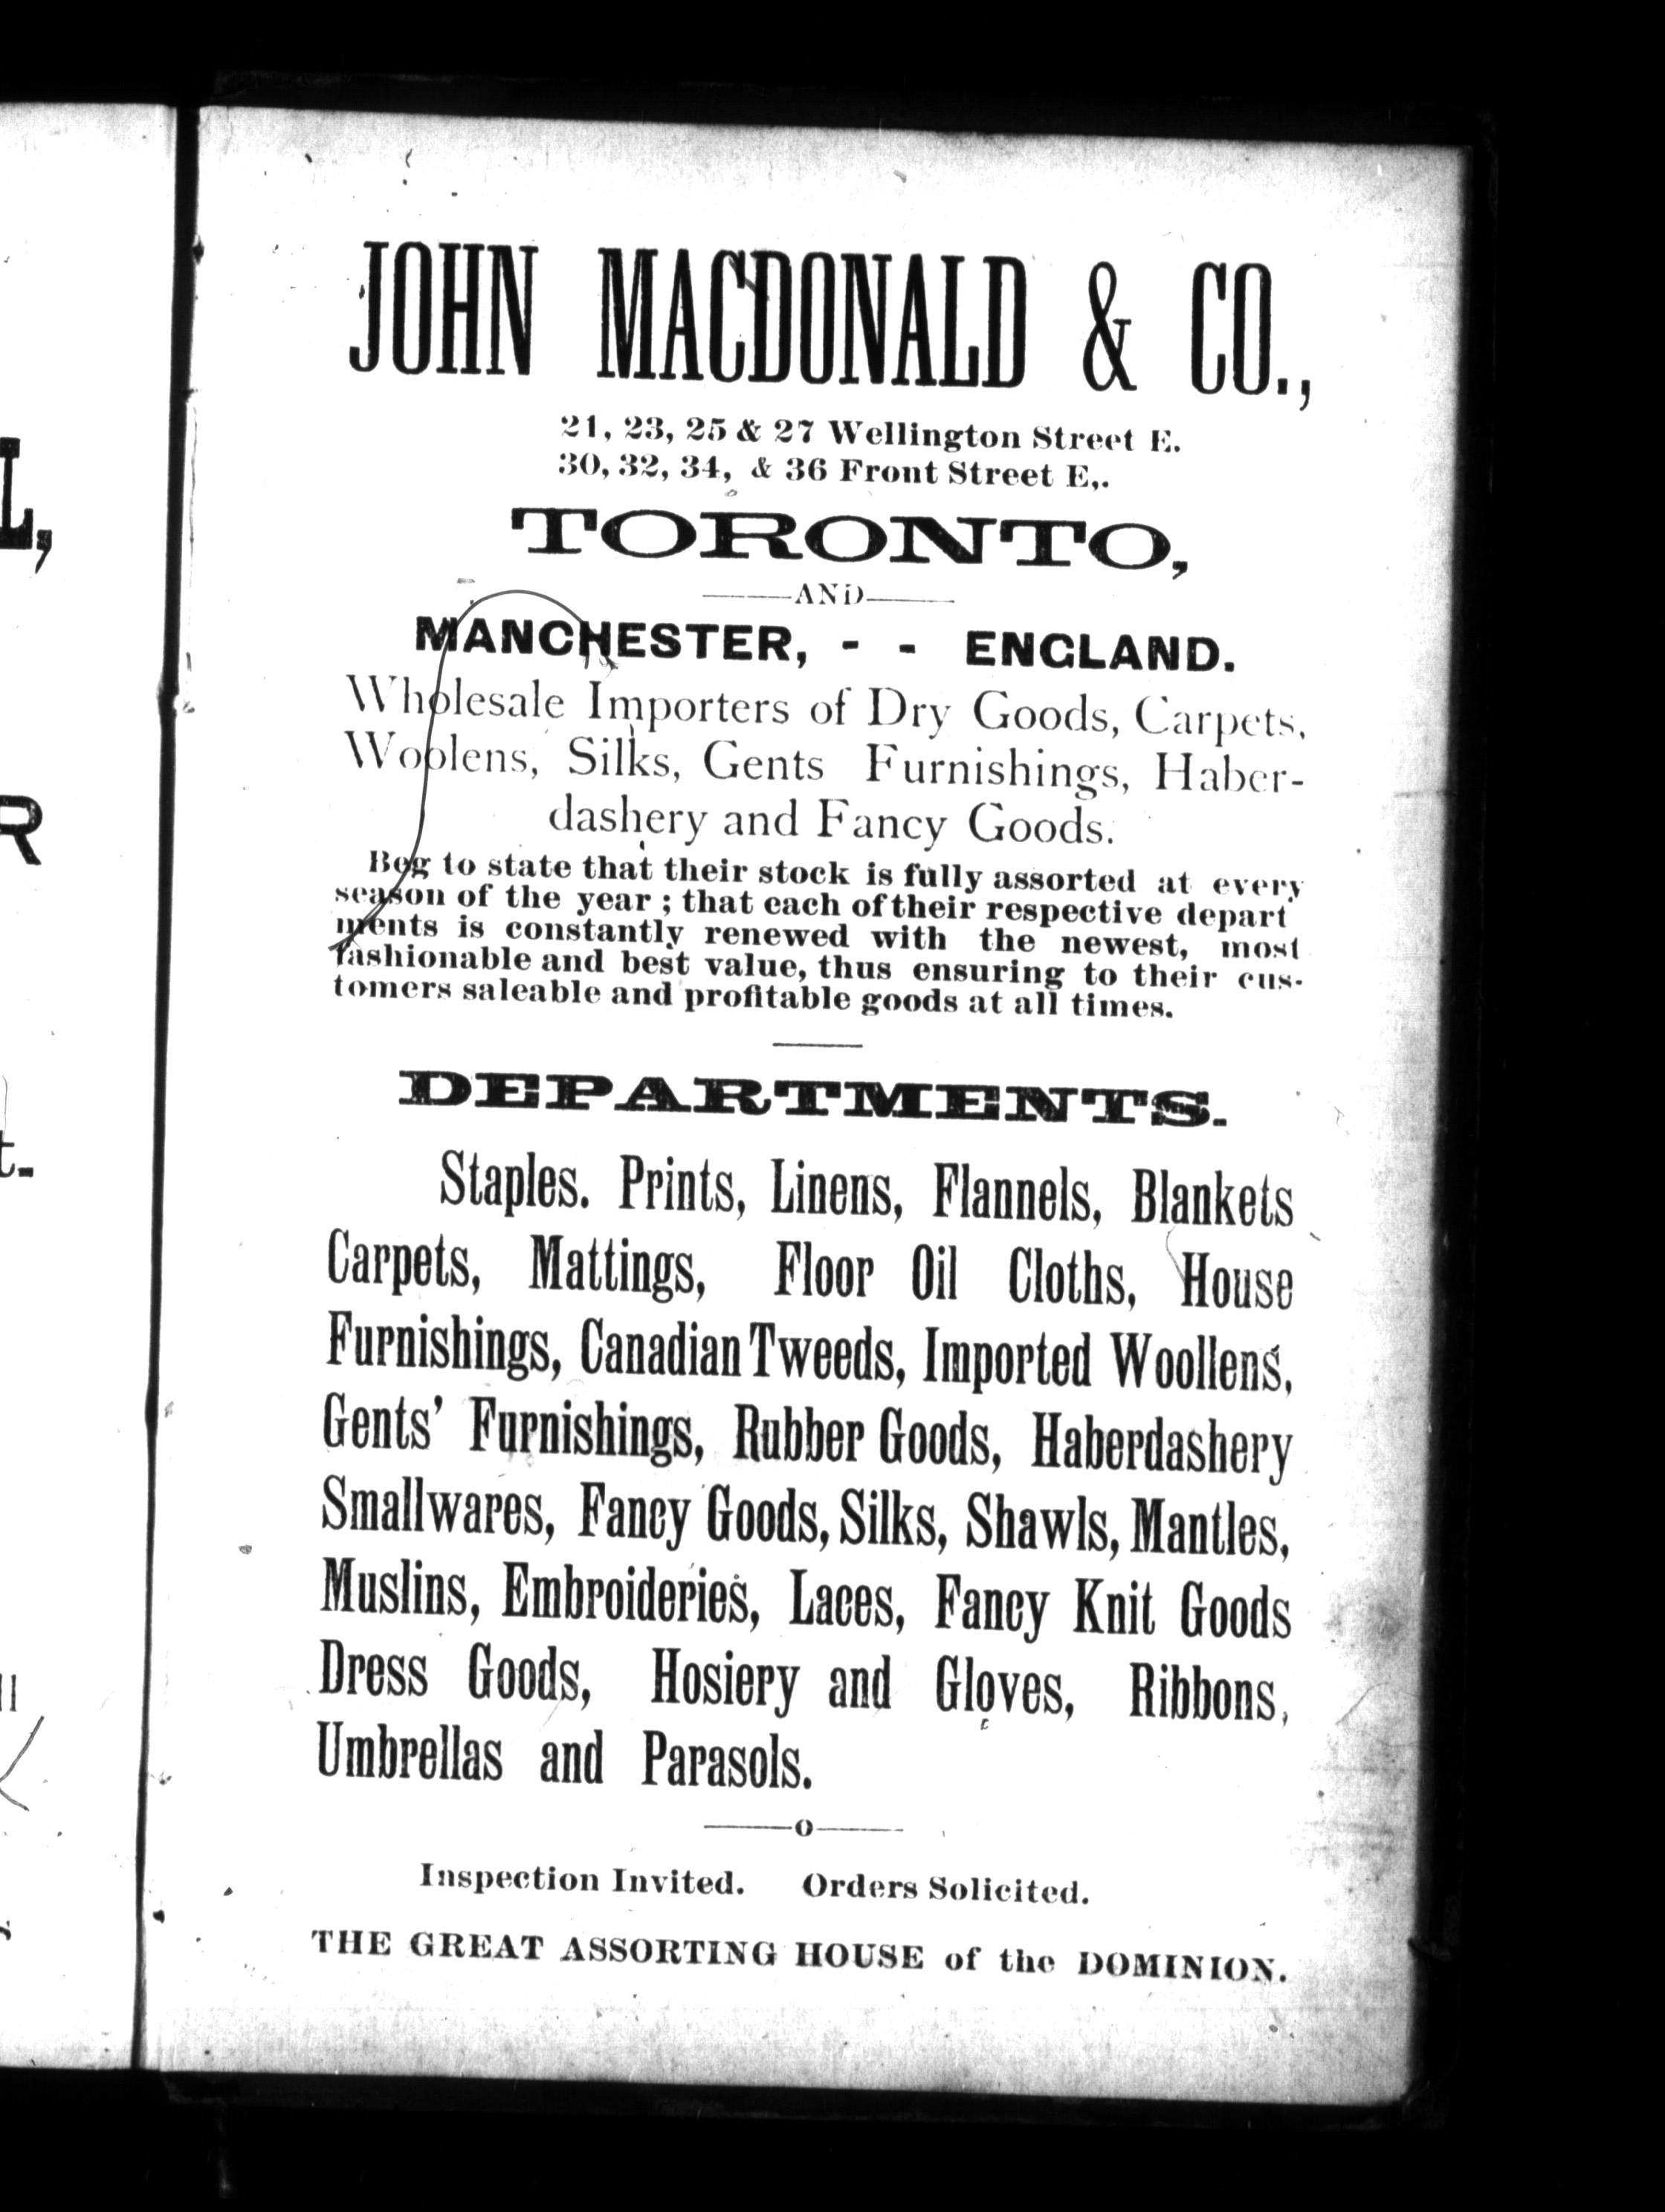 JOHN MACDONALD & CO.,
21, 23, 25 & 27 Wellington Street E.
30, 32, 34, & 36 Front Street E,.
TORONTO,
AND
MANCHESTER, - - ENGLAND.
Wholesale Importers of Dry Goods, Carpets,
Woolens, Silks, Gents Furnishings, Haber-
dashery and Fancy Goods.
Beg to state that their stock is fully assorted at every
season of the year ; that each of their respective depart
ments is constantly renewed with the newest, most
fashionable and best value, thus ensuring to their cus-
tomers saleable and profitable goods at all times.
DEPARTMENTS.
Staples. Prints, Linens, Flannels, Blankets
Carpets, Mattings, Floor Oil Cloths, House
Furnishings, Canadian Tweeds, Imported Woollens,
Gents' Furnishings, Rubber Goods, Haberdashery
Smallwares, Fancy Goods, Silks, Shawls, Mantles,
Muslins, Embroideries, Laces, Fancy Knit Goods
Dress Goods, Hosiery and Gloves, Ribbons,
Umbrellas and Parasols.
O
Inspection Invited. Orders Solicited.
THE GREAT ASSORTING HOUSE of the DOMINION.